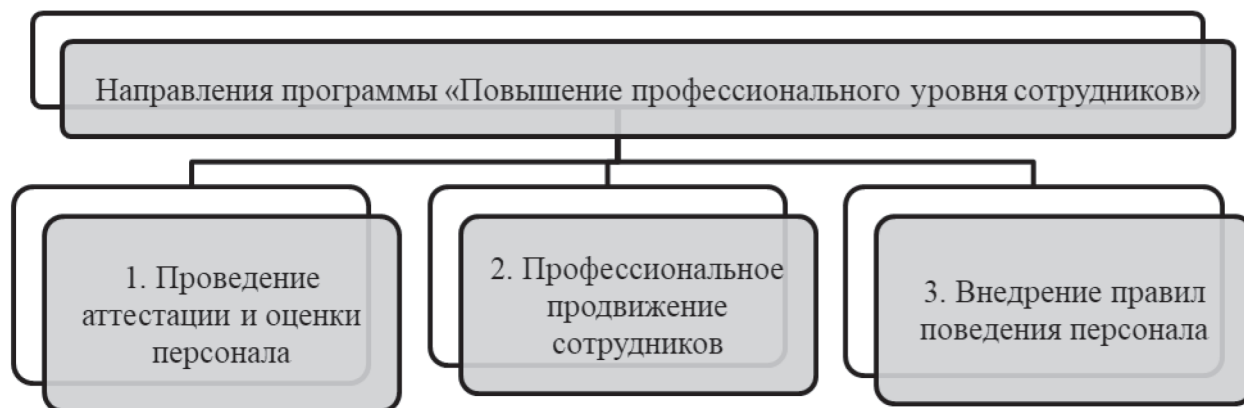 Направления программы «Повышение профессионального уровня сотрудников»
1. Проведение
аттестации и оценки
персонала
2. Профессиональное
продвижение
сотрудников
3. Внедрение правил
поведения персонала